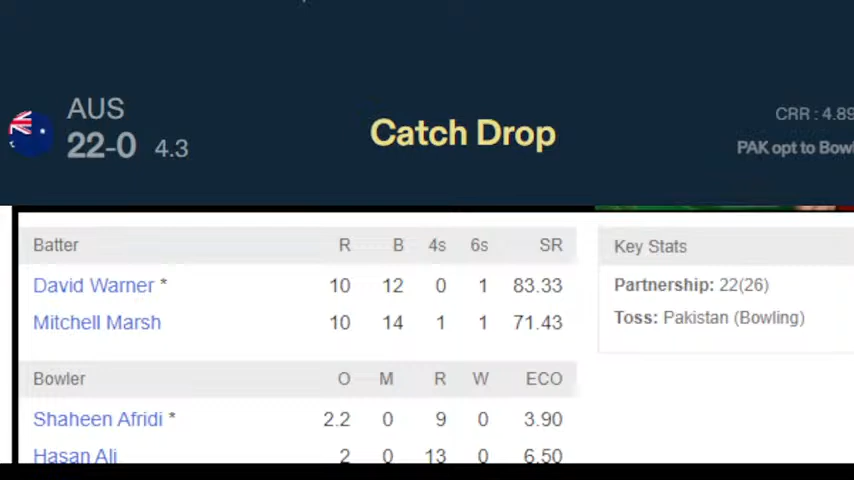 AUS
22-0 4.3
Catch Drop
CRR : 4.89
PAK opt to Bowl
Batter R B 4s 6s SR
David Warner * 10 12 0 1 83.33
Mitchell Marsh 10 14 1 1 71.43
Bowler O M R W ECO
Shaheen Afridi * 2.2 0 9 0 3.90
Hasan Ali 2 0 13 0 6.50
Key Stats
Partnership: 22(26)
Toss: Pakistan (Bowling)